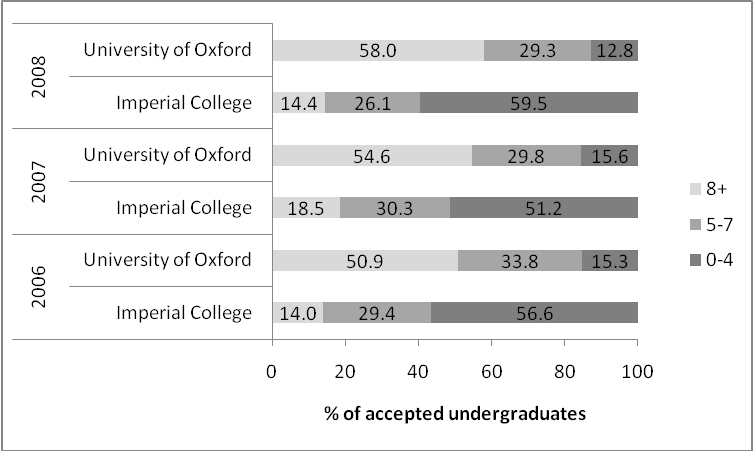 2008
University of Oxford
58.0 29.3 12.8
Imperial College
14.4 26.1 59.5
2007
University of Oxford
54.6 29.8 15.6
Imperial College
18.5 30.3 51.2
2006
University of Oxford
50.9 33.8 15.3
Imperial College
14.0 29.4 56.6
0 20 40 60 80 100
% of accepted undergraduates
8+
5-7
0-4